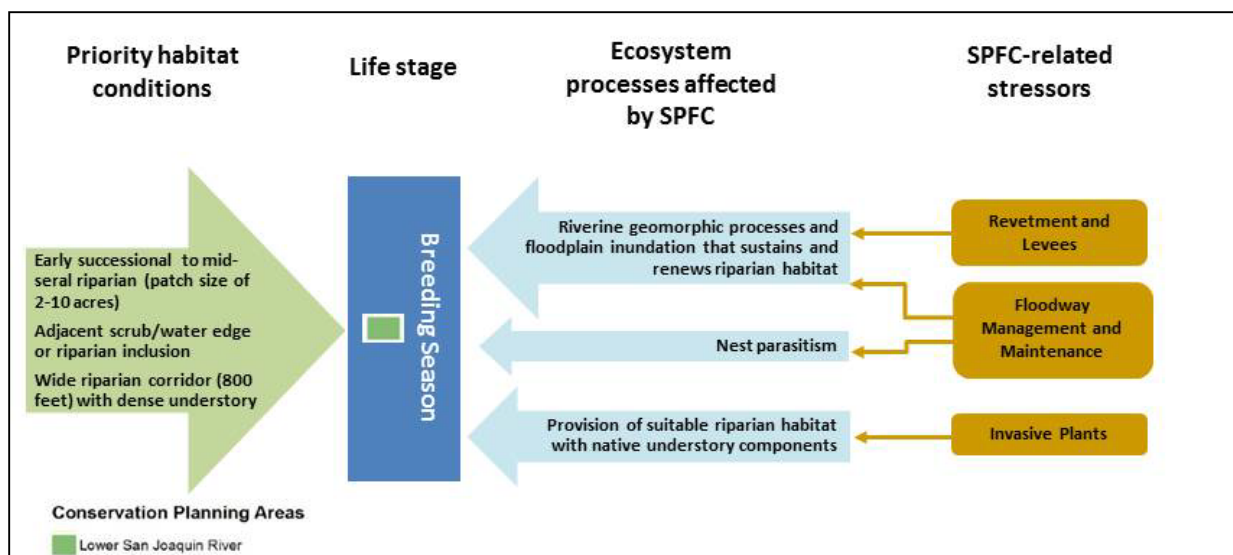 Priority habitat
conditions
Life stage
Ecosystem
processes affected
by SPFC
SPFC-related
stressors
Early successional to mid-
seral riparian (patch size of
2-10 acres)
Adjacent scrub/water edge
or riparian inclusion
Wide riparian corridor (800
feet) with dense understory
Breeding Season
Riverine geomorphic processes and
floodplain inundation that sustains and
renews riparian habitat
Nest parasitism
Provision of suitable riparian habitat
with native understory components
Revetment and
Levees
Floodway
Management and
Maintenance
Invasive Plants
Conservation Planning Areas
Lower San Joaquin River